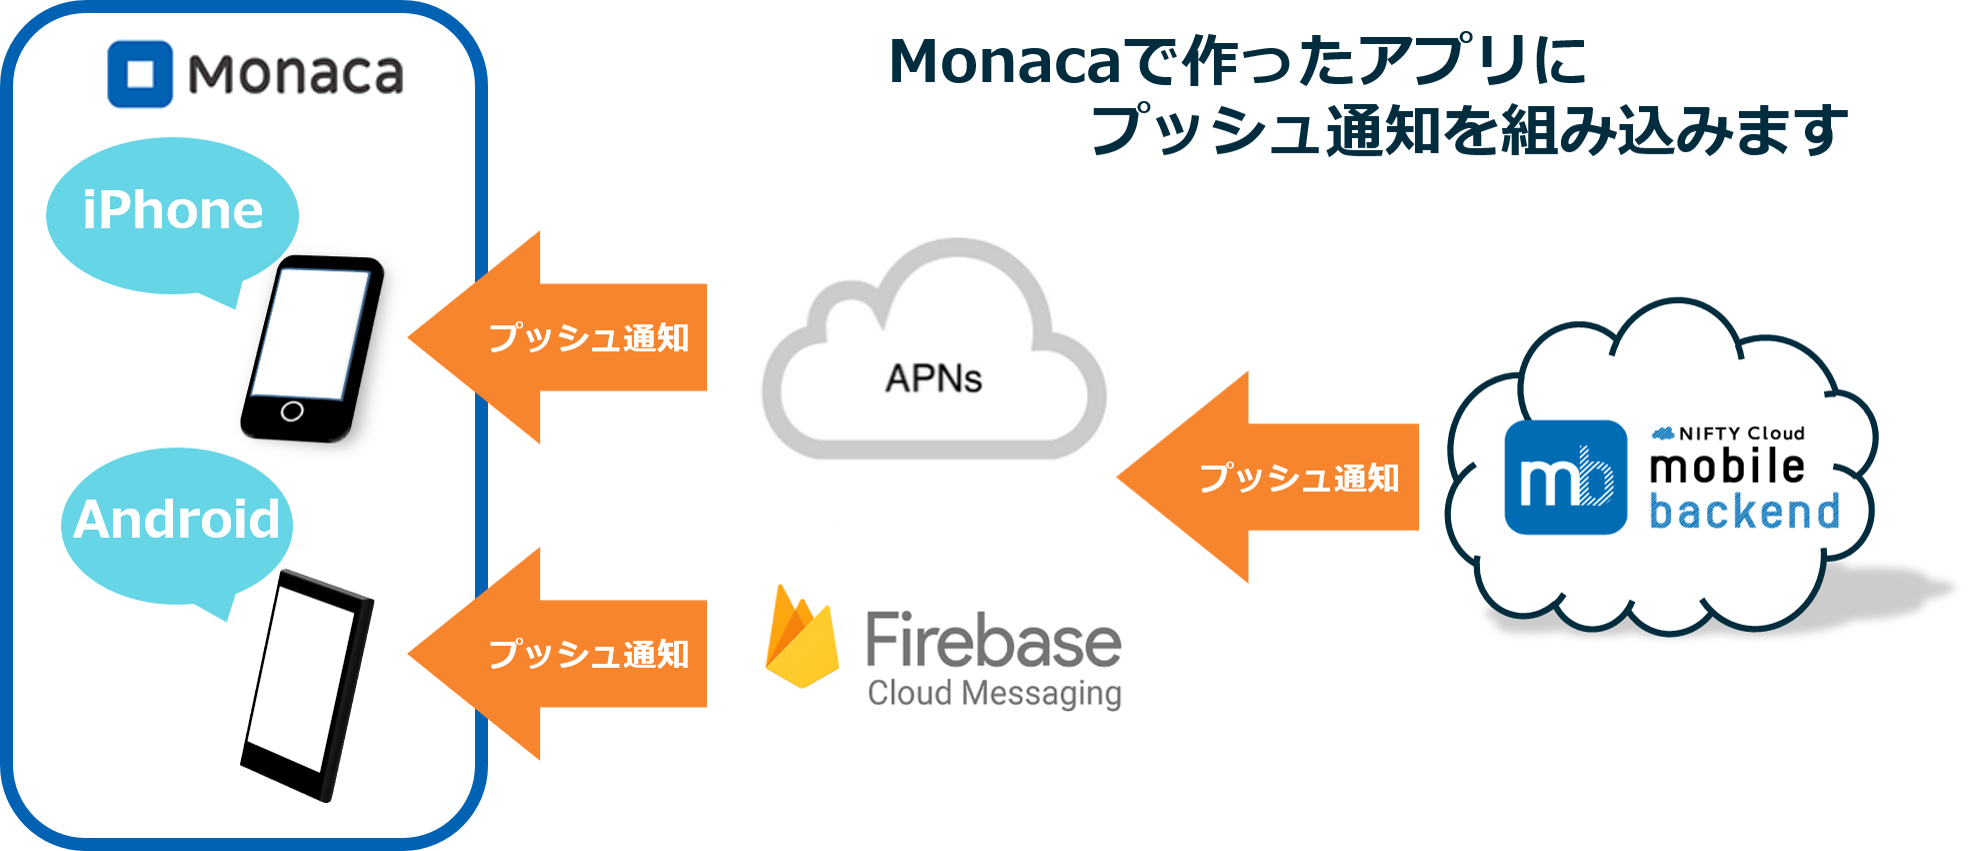 Monaca
Monacaで作ったアプリに
プッシュ通知を組み込みます
iPhone
プッシュ通知
APNs
プッシュ通知
mb
NIFTY Cloud
mobile
backend
Android
プッシュ通知
Firebase
Cloud Messaging